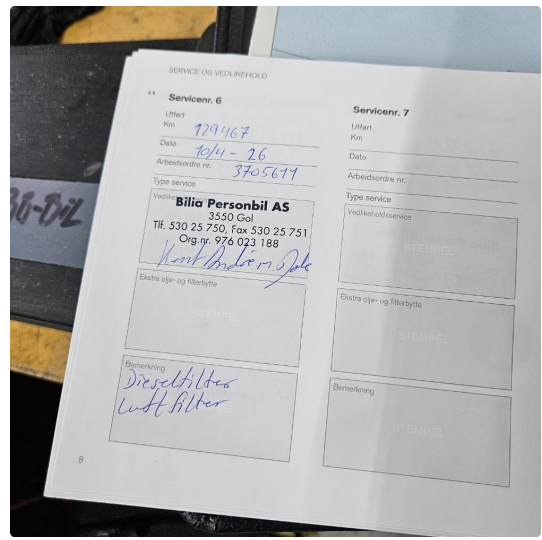 SERVICE OG VEDLIKEHOLD
Servicenr. 6
Utført
Km 129467
Dato 10/4 - 26
Arbeidsordre nr. 3705611
Type service
Vedlikeholdsservice
Bilia Personbil AS
3550 Gol
Tlf. 530 25 750, Fax 530 25 751
Org.nr. 976 023 188
Kent André
Ekstra olje- og filterbytte
STEMPEL
Bemerkning
Dieselfilter
Luftfilter
8
Servicenr. 7
Utført
Km
Dato
Arbeidsordre nr.
Type service
Vedlikeholdsservice
STEMPEL
Ekstra olje- og filterbytte
STEMPEL
Bemerkning
STEMPEL